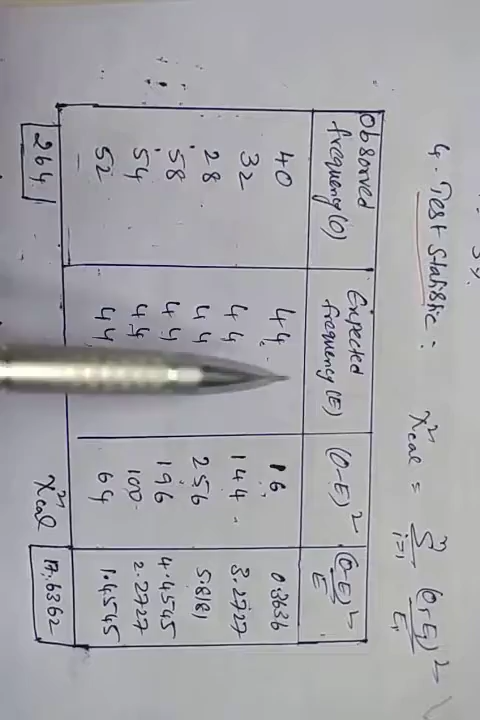 4. Test Statistic: χ²cal = n Σ i=1 (Oi-Ei)² / Ei
Observed frequency(O) Expected frequency(E) (O-E)² (O-E)²/E
40 44 16 0.3636
32 44 144 3.2727
28 44 256 5.8181
58 44 196 4.4545
54 44 100 2.2727
52 44 64 1.4545
264 χ²cal 17.6362